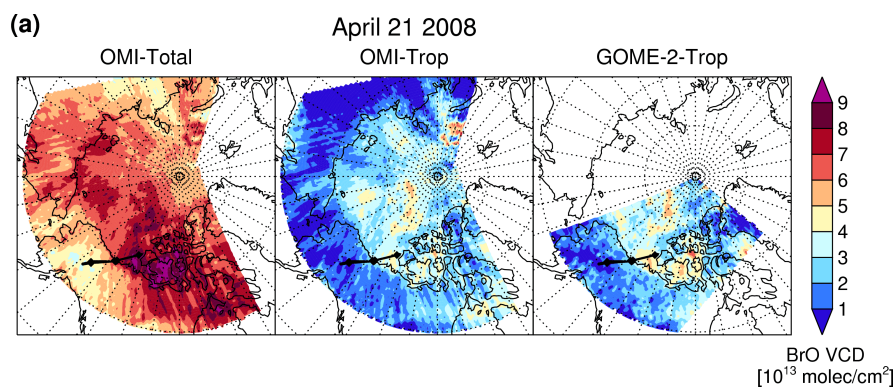 (a)
April 21 2008
OMI-Total
OMI-Trop
GOME-2-Trop
9
8
7
6
5
4
3
2
1
BrO VCD
[10¹³ molec/cm²]